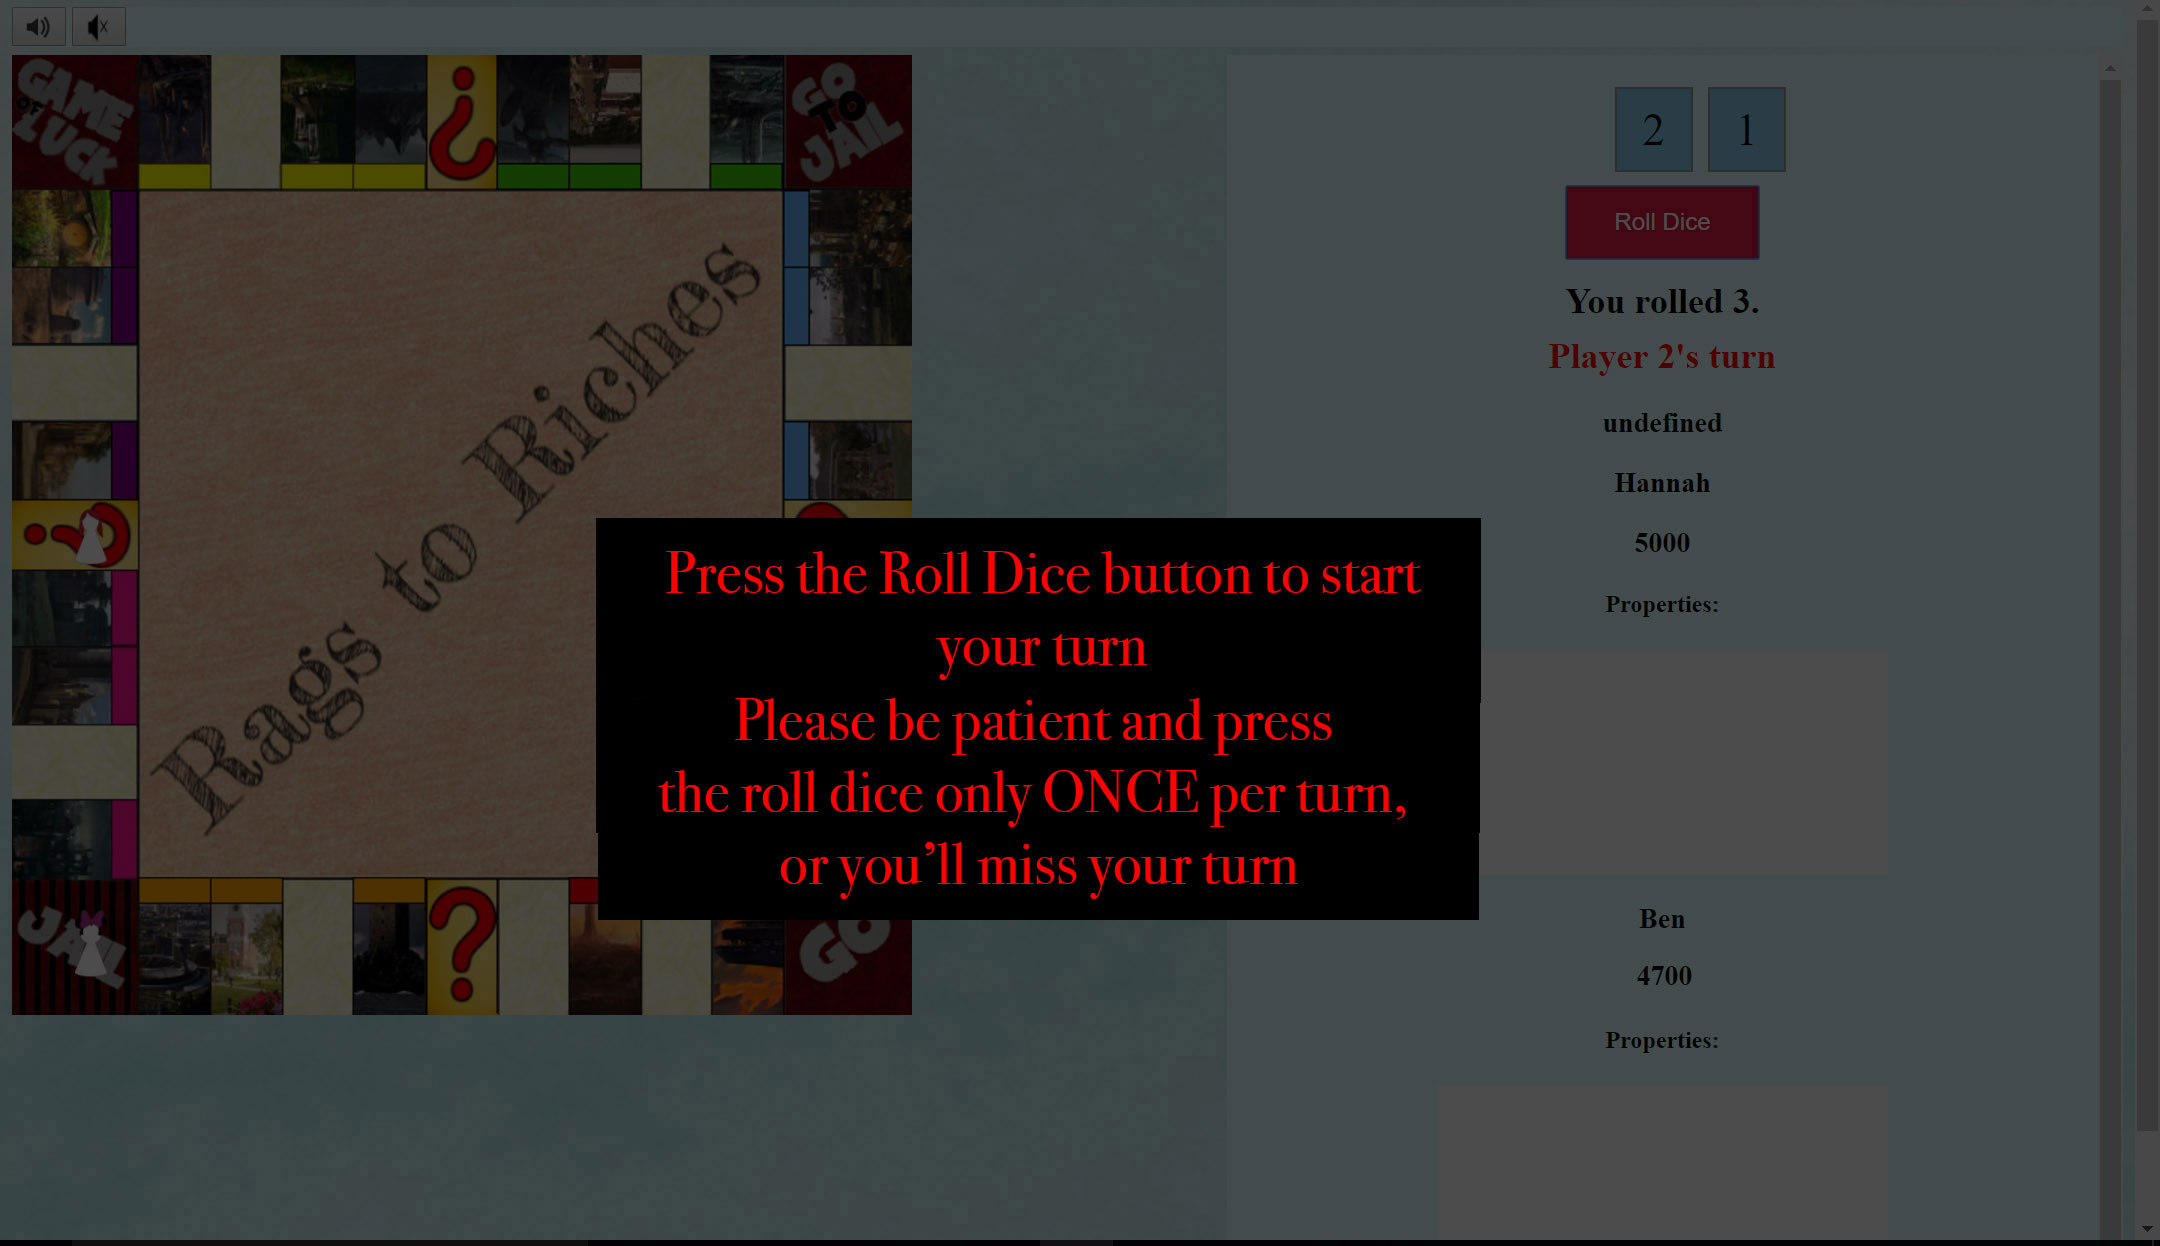 GAME
OF
LUCK
GO
TO
JAIL
2 1
Roll Dice
You rolled 3.
Player 2's turn
undefined
Hannah
5000
Properties:
Rags to Riches
Press the Roll Dice button to start
your turn
Please be patient and press
the roll dice only ONCE per turn,
or you’ll miss your turn
?
JAIL
GO
Ben
4700
Properties: